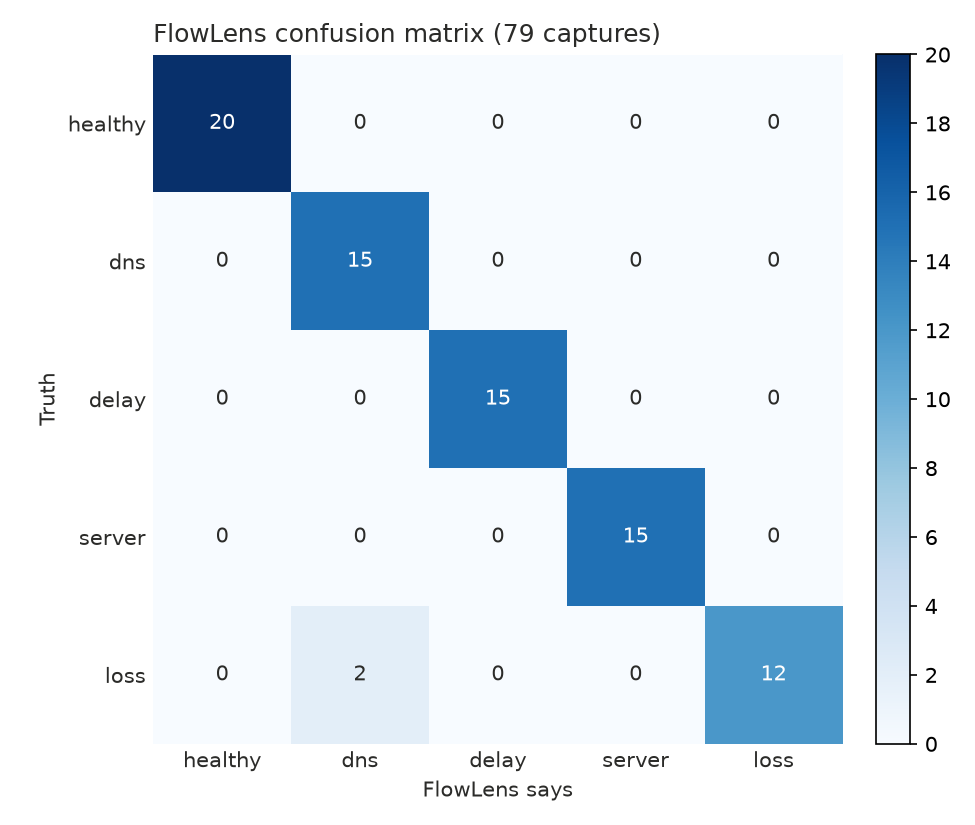 FlowLens confusion matrix (79 captures)
healthy 20 0 0 0 0
dns 0 15 0 0 0
delay 0 0 15 0 0
server 0 0 0 15 0
loss 0 2 0 0 12
healthy dns delay server loss
FlowLens says
Truth
20
18
16
14
12
10
8
6
4
2
0